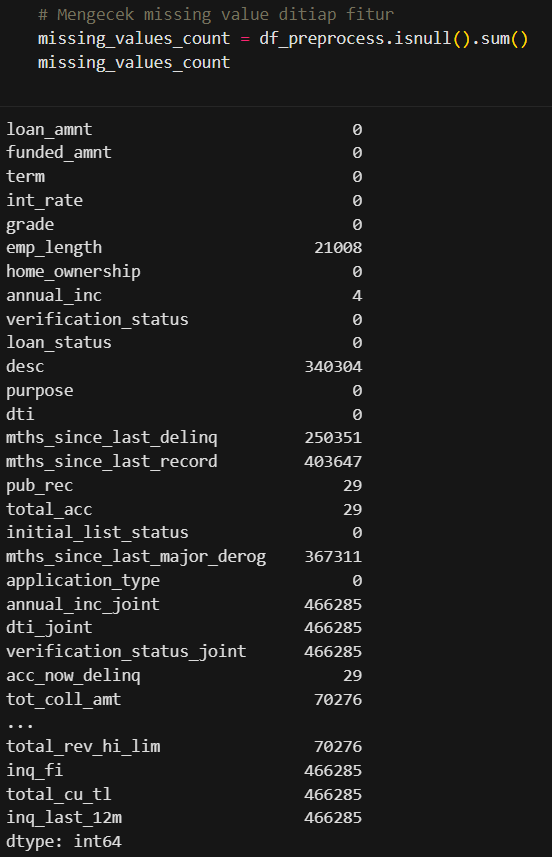 # Mengecek missing value ditiap fitur
missing_values_count = df_preprocess.isnull().sum()
missing_values_count
loan_amnt 0
funded_amnt 0
term 0
int_rate 0
grade 0
emp_length 21008
home_ownership 0
annual_inc 4
verification_status 0
loan_status 0
desc 340304
purpose 0
dti 0
mths_since_last_delinq 250351
mths_since_last_record 403647
pub_rec 29
total_acc 29
initial_list_status 0
mths_since_last_major_derog 367311
application_type 0
annual_inc_joint 466285
dti_joint 466285
verification_status_joint 466285
acc_now_delinq 29
tot_coll_amt 70276
...
total_rev_hi_lim 70276
inq_fi 466285
total_cu_tl 466285
inq_last_12m 466285
dtype: int64